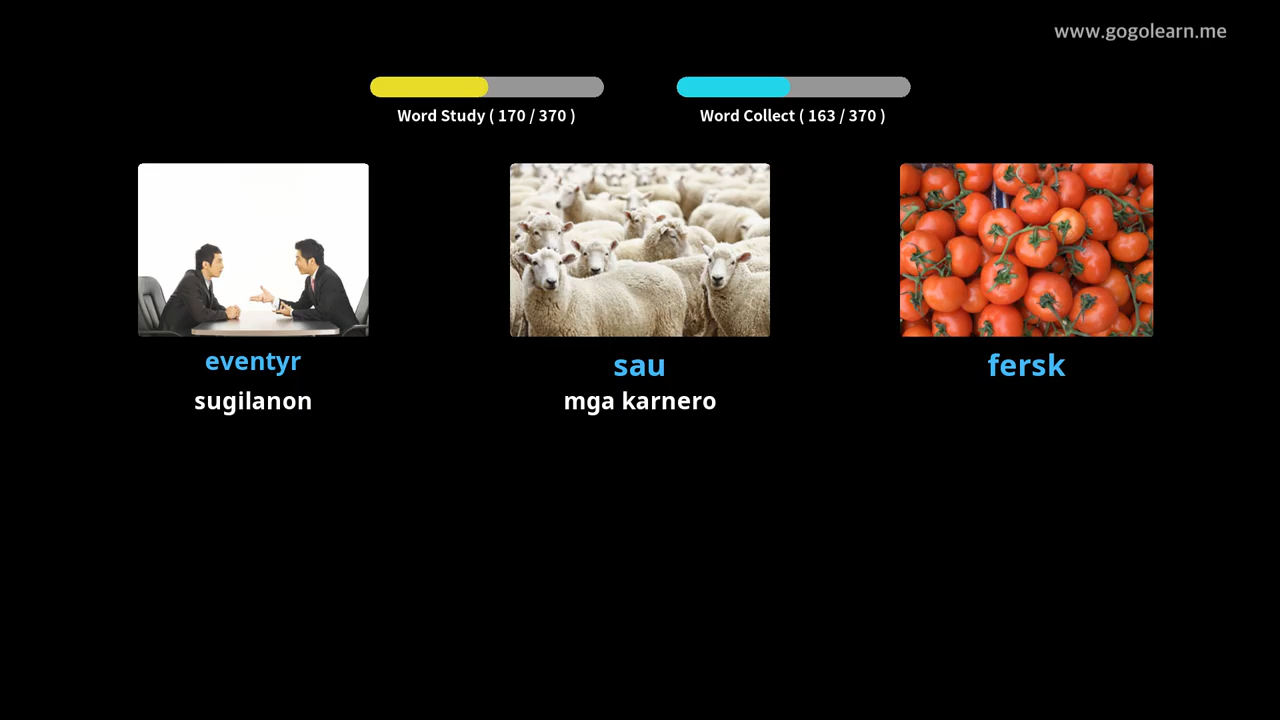 www.gogolearn.me
Word Study ( 170 / 370 )
Word Collect ( 163 / 370 )
eventyr
sugilanon
sau
mga karnero
fersk